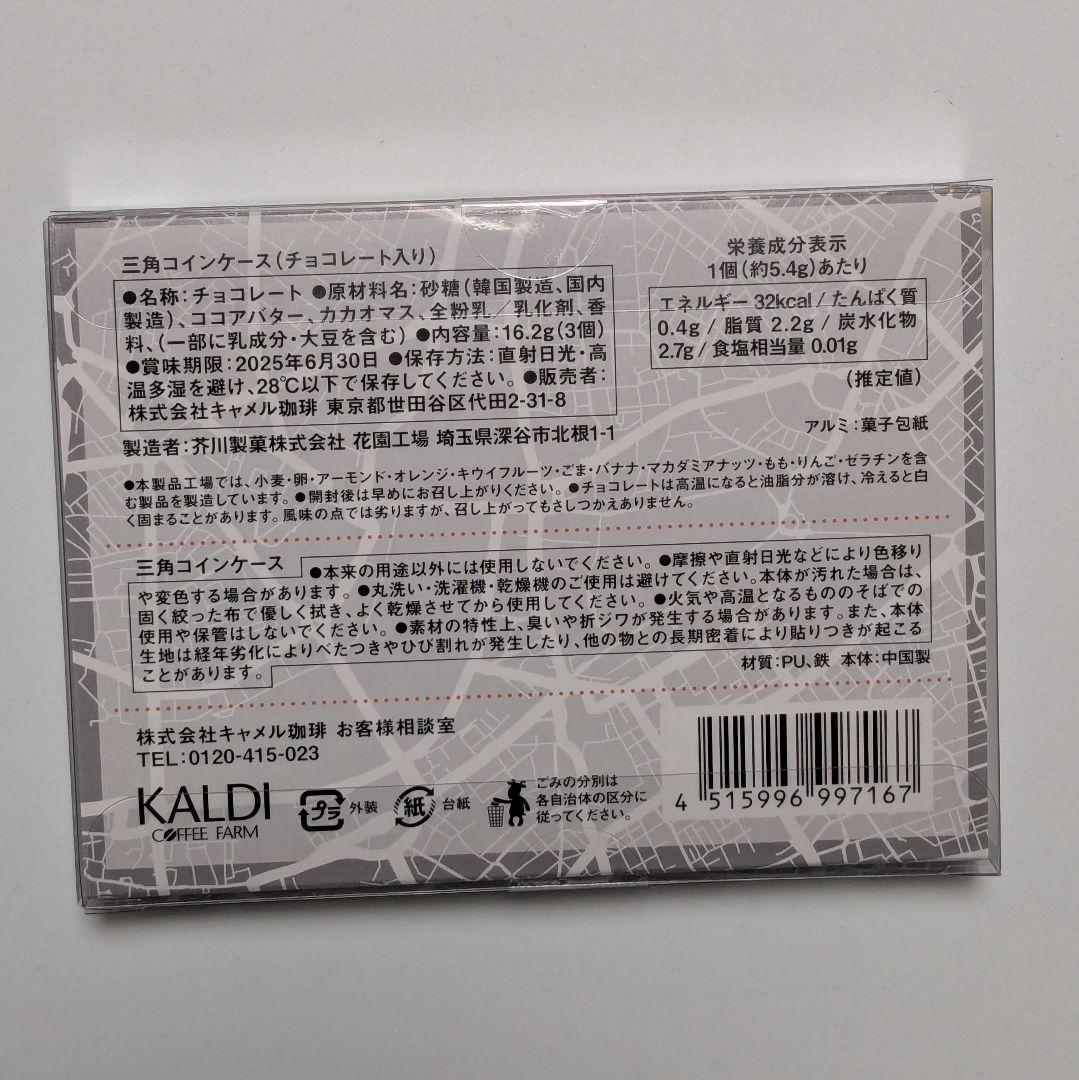 三角コインケース(チョコレート入り)
●名称:チョコレート ●原材料名:砂糖(韓国製造、国内
製造)、ココアバター、カカオマス、全粉乳/乳化剤、香
料、(一部に乳成分・大豆を含む) ●内容量:16.2g(3個)
●賞味期限:2025年6月30日 ●保存方法:直射日光・高
温多湿を避け、28℃以下で保存してください。 ●販売者:
株式会社キャメル珈琲 東京都世田谷区代田2-31-8
製造者:芥川製菓株式会社 花園工場 埼玉県深谷市北根1-1
栄養成分表示
1個(約5.4g)あたり
エネルギー 32kcal / たんぱく質
0.4g / 脂質 2.2g / 炭水化物
2.7g / 食塩相当量 0.01g
(推定値)
アルミ:菓子包紙
●本製品工場では、小麦・卵・アーモンド・オレンジ・キウイフルーツ・ごま・バナナ・マカダミアナッツ・もも・りんご・ゼラチンを含
む製品を製造しています。 ●開封後は早めにお召し上がりください。 ●チョコレートは高温になると油脂分が溶け、冷えると白
く固まることがあります。風味の点では劣りますが、召し上がってもさしつかえありません。
三角コインケース
●本来の用途以外には使用しないでください。 ●摩擦や直射日光などにより色移り
や変色する場合があります。 ●丸洗い・洗濯機・乾燥機のご使用は避けてください。本体が汚れた場合は、
固く絞った布で優しく拭き、よく乾燥させてから使用してください。 ●火気や高温となるもののそばでの
使用や保管はしないでください。 ●素材の特性上、臭いや折ジワが発生する場合があります。また、本体
生地は経年劣化によりべたつきやひび割れが発生したり、他の物との長期密着により貼りつきが起こる
ことがあります。
材質:PU、鉄 本体:中国製
株式会社キャメル珈琲 お客様相談室
TEL:0120-415-023
KALDI
COFFEE FARM
プラ 外装
紙 台紙
ごみの分別は
各自治体の区分に
従ってください。
4 515996 997167